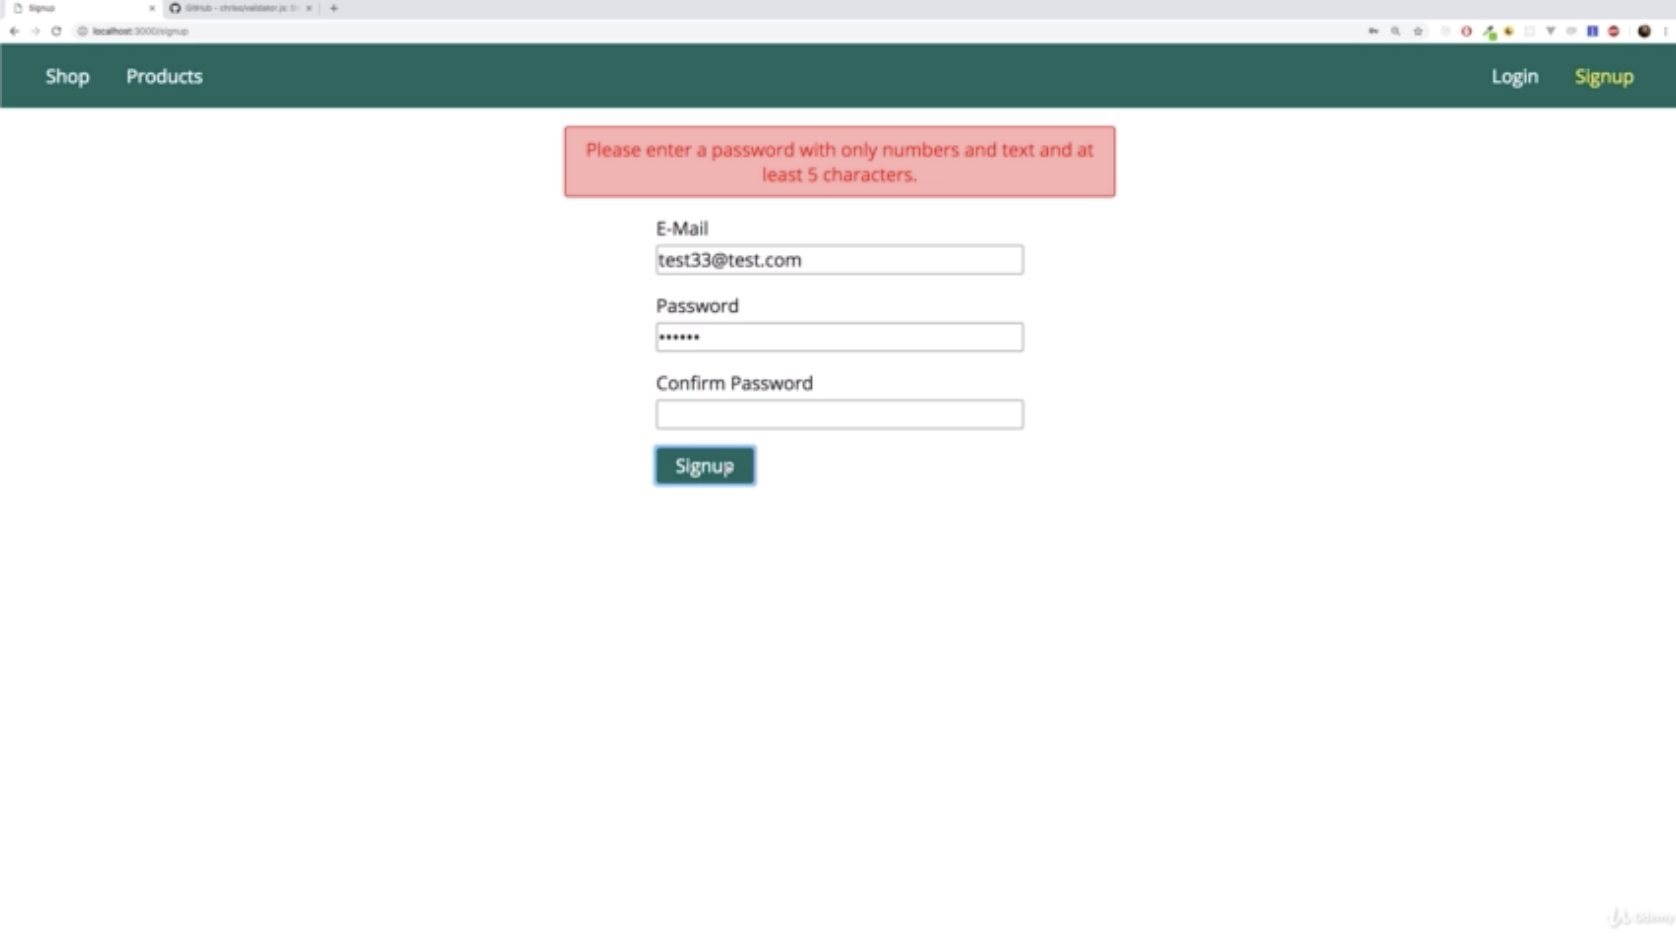 Signup
GitHub - chriso/validator.js: St
localhost:3000/signup
Shop Products Login Signup
Please enter a password with only numbers and text and at
least 5 characters.
E-Mail
test33@test.com
Password
••••••
Confirm Password
Signup
Udemy